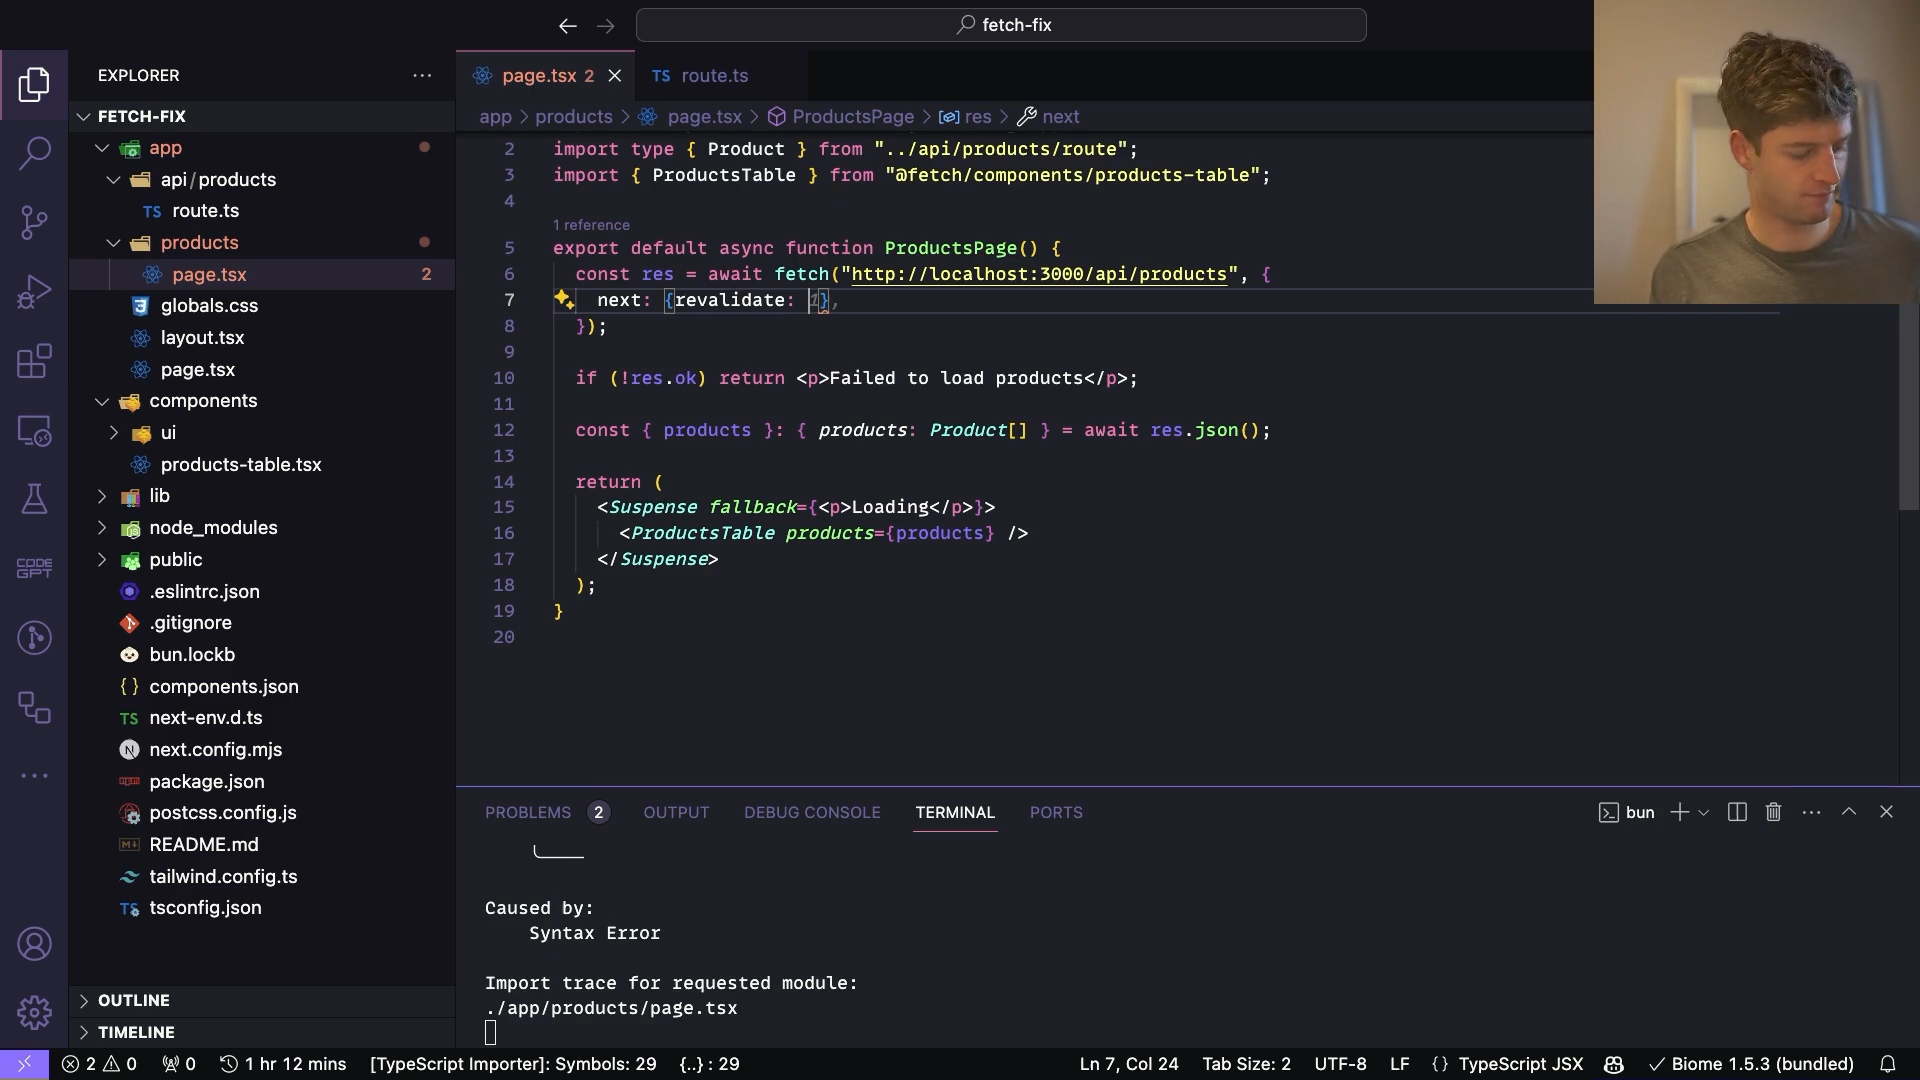 fetch-fix
EXPLORER
FETCH-FIX
app
api/products
TS route.ts
products
page.tsx 2
globals.css
layout.tsx
page.tsx
components
ui
products-table.tsx
lib
node_modules
public
.eslintrc.json
.gitignore
bun.lockb
{ } components.json
TS next-env.d.ts
N next.config.mjs
package.json
postcss.config.js
README.md
tailwind.config.ts
TS tsconfig.json
OUTLINE
TIMELINE
CODE
GPT
page.tsx 2
TS route.ts
app > products > page.tsx > ProductsPage > res > next
2 import type { Product } from "../api/products/route";
3 import { ProductsTable } from "@fetch/components/products-table";
4
1 reference
5 export default async function ProductsPage() {
6 const res = await fetch("http://localhost:3000/api/products", {
7 next: {revalidate: 1},
8 });
9
10 if (!res.ok) return <p>Failed to load products</p>;
11
12 const { products }: { products: Product[] } = await res.json();
13
14 return (
15 <Suspense fallback={<p>Loading</p>}>
16 <ProductsTable products={products} />
17 </Suspense>
18 );
19 }
20
PROBLEMS 2 OUTPUT DEBUG CONSOLE TERMINAL PORTS
bun
Caused by:
Syntax Error
Import trace for requested module:
./app/products/page.tsx
2 0 0 1 hr 12 mins [TypeScript Importer]: Symbols: 29 {..} : 29
Ln 7, Col 24 Tab Size: 2 UTF-8 LF {} TypeScript JSX Biome 1.5.3 (bundled)